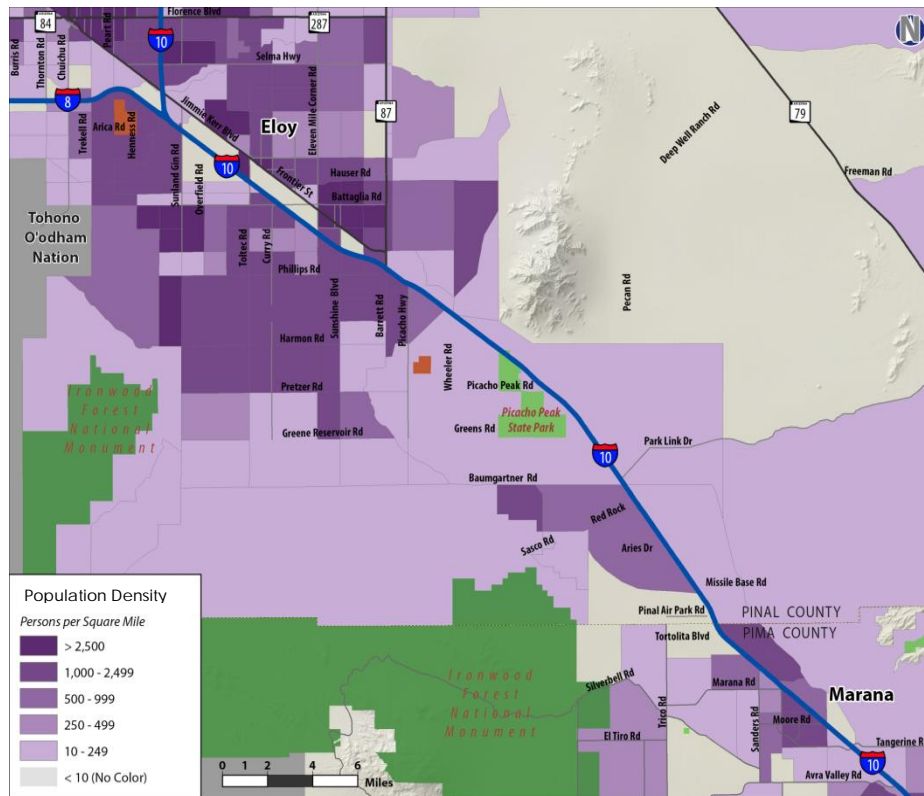 Florence Blvd
84
287
10
N
Burris Rd
Thornton Rd
Chuichu Rd
Peart Rd
Selma Hwy
8
87
79
Jimmie Kerr Blvd
Eloy
Eleven Mile Corner Rd
Deep Well Ranch Rd
Trekell Rd
Arica Rd
Henness Rd
10
Freeman Rd
Sunland Gin Rd
Overfield Rd
Frontier St
Hauser Rd
Battaglia Rd
Tohono
O'odham
Nation
Toltec Rd
Curry Rd
Phillips Rd
Sunshine Blvd
Barrett Rd
Picacho Hwy
Pecan Rd
Harmon Rd
Wheeler Rd
Pretzer Rd
Picacho Peak Rd
Ironwood
Forest
National
Monument
Picacho Peak
State Park
Greene Reservoir Rd
Greens Rd
Park Link Dr
10
Baumgartner Rd
Red Rock
Sasco Rd
Aries Dr
Missile Base Rd
Pinal Air Park Rd
PINAL COUNTY
PIMA COUNTY
Tortolita Blvd
Ironwood
Forest
National
Monument
Silverbell Rd
Trico Rd
Marana Rd
Marana
Sanders Rd
Moore Rd
El Tiro Rd
Tangerine R
10
Avra Valley Rd
Population Density
Persons per Square Mile
> 2,500
1,000 - 2,499
500 - 999
250 - 499
10 - 249
< 10 (No Color)
0 2 4 6
Miles